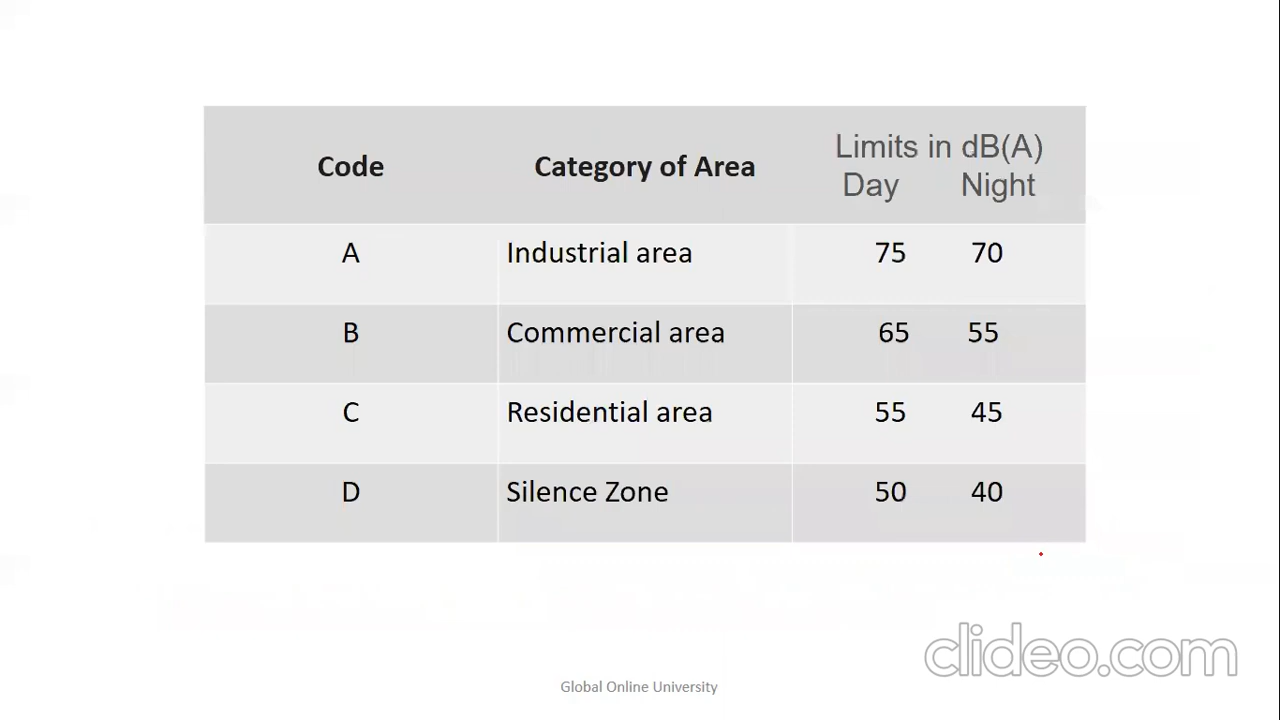 Code Category of Area Limits in dB(A)
Day Night
A Industrial area 75 70
B Commercial area 65 55
C Residential area 55 45
D Silence Zone 50 40
clideo.com
Global Online University